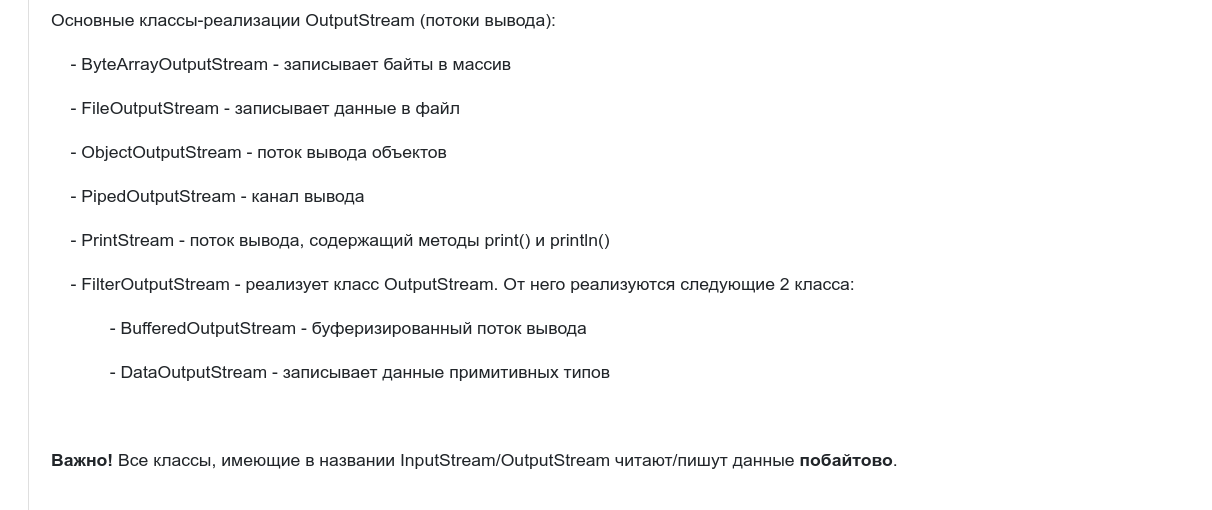 Основные классы-реализации OutputStream (потоки вывода):
- ByteArrayOutputStream - записывает байты в массив
- FileOutputStream - записывает данные в файл
- ObjectOutputStream - поток вывода объектов
- PipedOutputStream - канал вывода
- PrintStream - поток вывода, содержащий методы print() и println()
- FilterOutputStream - реализует класс OutputStream. От него реализуются следующие 2 класса:
- BufferedOutputStream - буферизированный поток вывода
- DataOutputStream - записывает данные примитивных типов
Важно! Все классы, имеющие в названии InputStream/OutputStream читают/пишут данные побайтово.